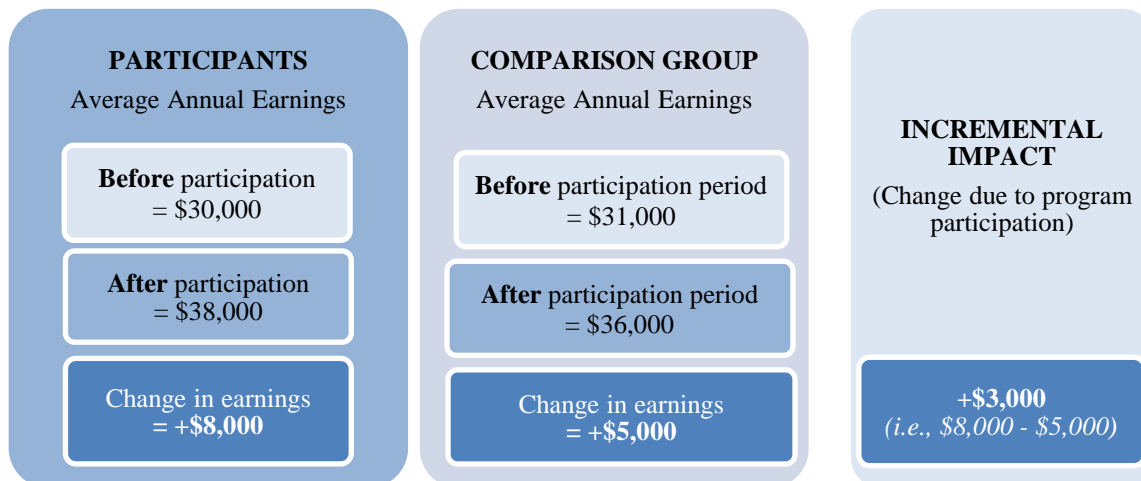 PARTICIPANTS
Average Annual Earnings
Before participation
= $30,000
After participation
= $38,000
Change in earnings
= +$8,000
COMPARISON GROUP
Average Annual Earnings
Before participation period
= $31,000
After participation period
= $36,000
Change in earnings
= +$5,000
INCREMENTAL
IMPACT
(Change due to program
participation)
+$3,000
(i.e., $8,000 - $5,000)